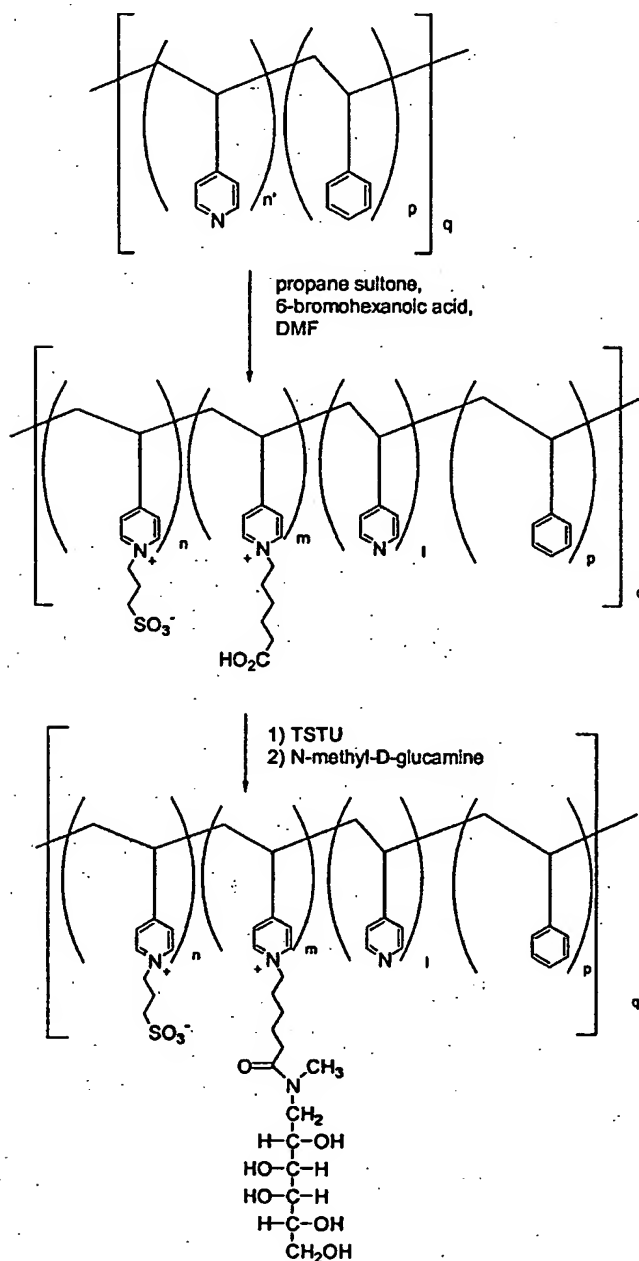 N
n'
p
q
propane sultone,
6-bromohexanoic acid,
DMF
N+
n
N
+
m
N
l
p
q
SO3-
HO2C
1) TSTU
2) N-methyl-D-glucamine
N+
n
N
+
m
N
l
p
q
SO3-
O
CH3
N
CH2
H-C-OH
HO-C-H
HO-C-H
H-C-OH
CH2OH